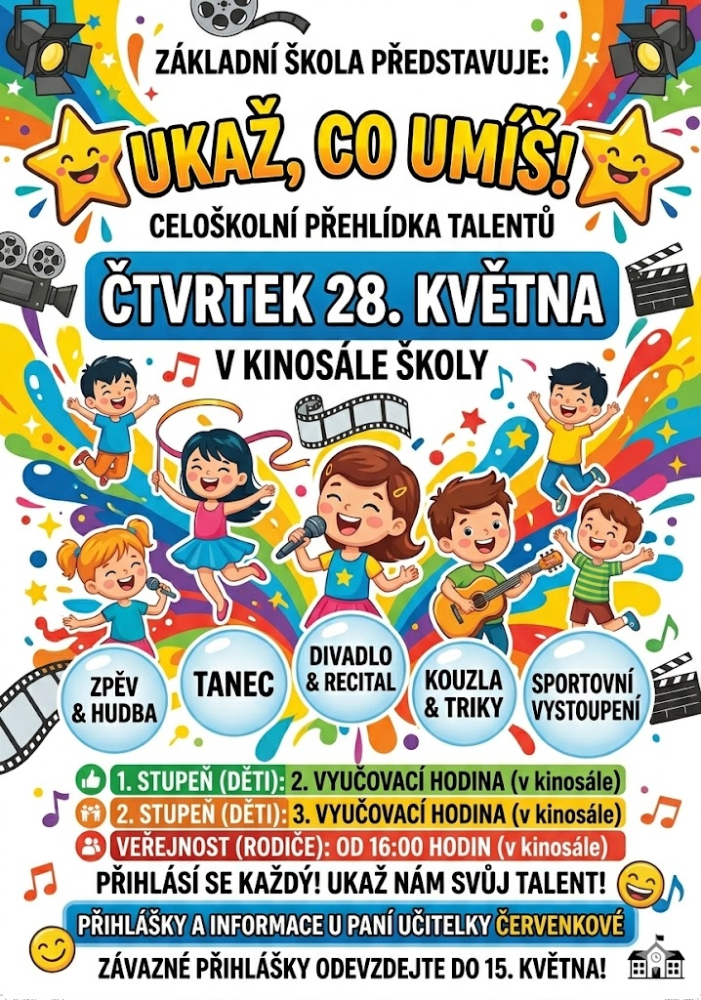 ZÁKLADNÍ ŠKOLA PŘEDSTAVUJE:
UKAŽ, CO UMÍŠ!
CELOŠKOLNÍ PŘEHLÍDKA TALENTŮ
ČTVRTEK 28. KVĚTNA
V KINOSÁLE ŠKOLY
ZPĚV
& HUDBA
TANEC
DIVADLO
& RECITAL
KOUZLA
& TRIKY
SPORTOVNÍ
VYSTOUPENÍ
1. STUPEŇ (DĚTI): 2. VYUČOVACÍ HODINA (v kinosále)
2. STUPEŇ (DĚTI): 3. VYUČOVACÍ HODINA (v kinosále)
VEŘEJNOST (RODIČE): OD 16:00 HODIN (v kinosále)
PŘIHLÁSÍ SE KAŽDÝ! UKAŽ NÁM SVŮJ TALENT!
PŘIHLÁŠKY A INFORMACE U PANÍ UČITELKY ČERVENKOVÉ
ZÁVAZNÉ PŘIHLÁŠKY ODEVZDEJTE DO 15. KVĚTNA!